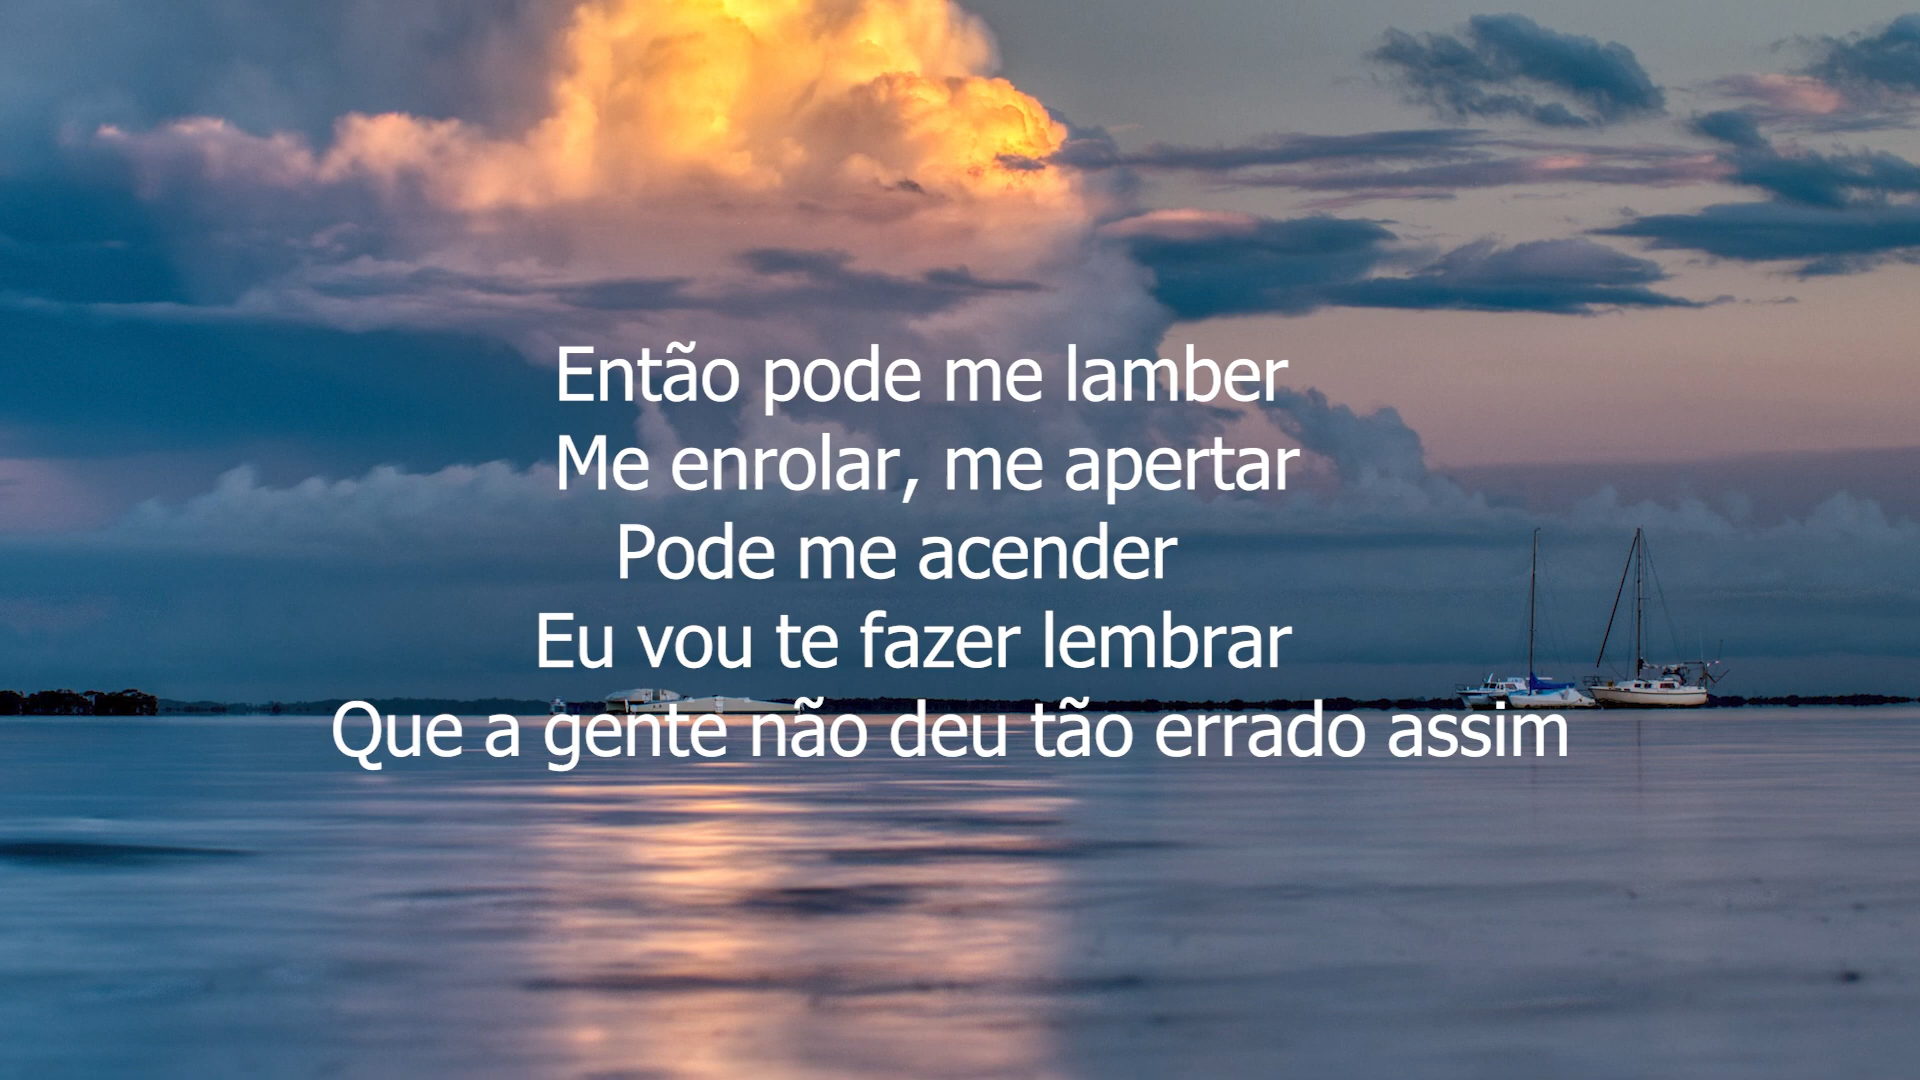 Então pode me lamber
Me enrolar, me apertar
Pode me acender
Eu vou te fazer lembrar
Que a gente não deu tão errado assim